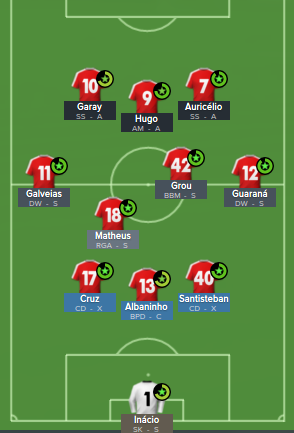 10
Garay
SS - A
9
Hugo
AM - A
7
Auricélio
SS - A
11
Galveias
DW - S
42
Grou
BBM - S
12
Guaraná
DW - S
18
Matheus
RGA - S
17
Cruz
CD - X
13
Albaninho
BPD - C
40
Santisteban
CD - X
1
Inácio
SK - S